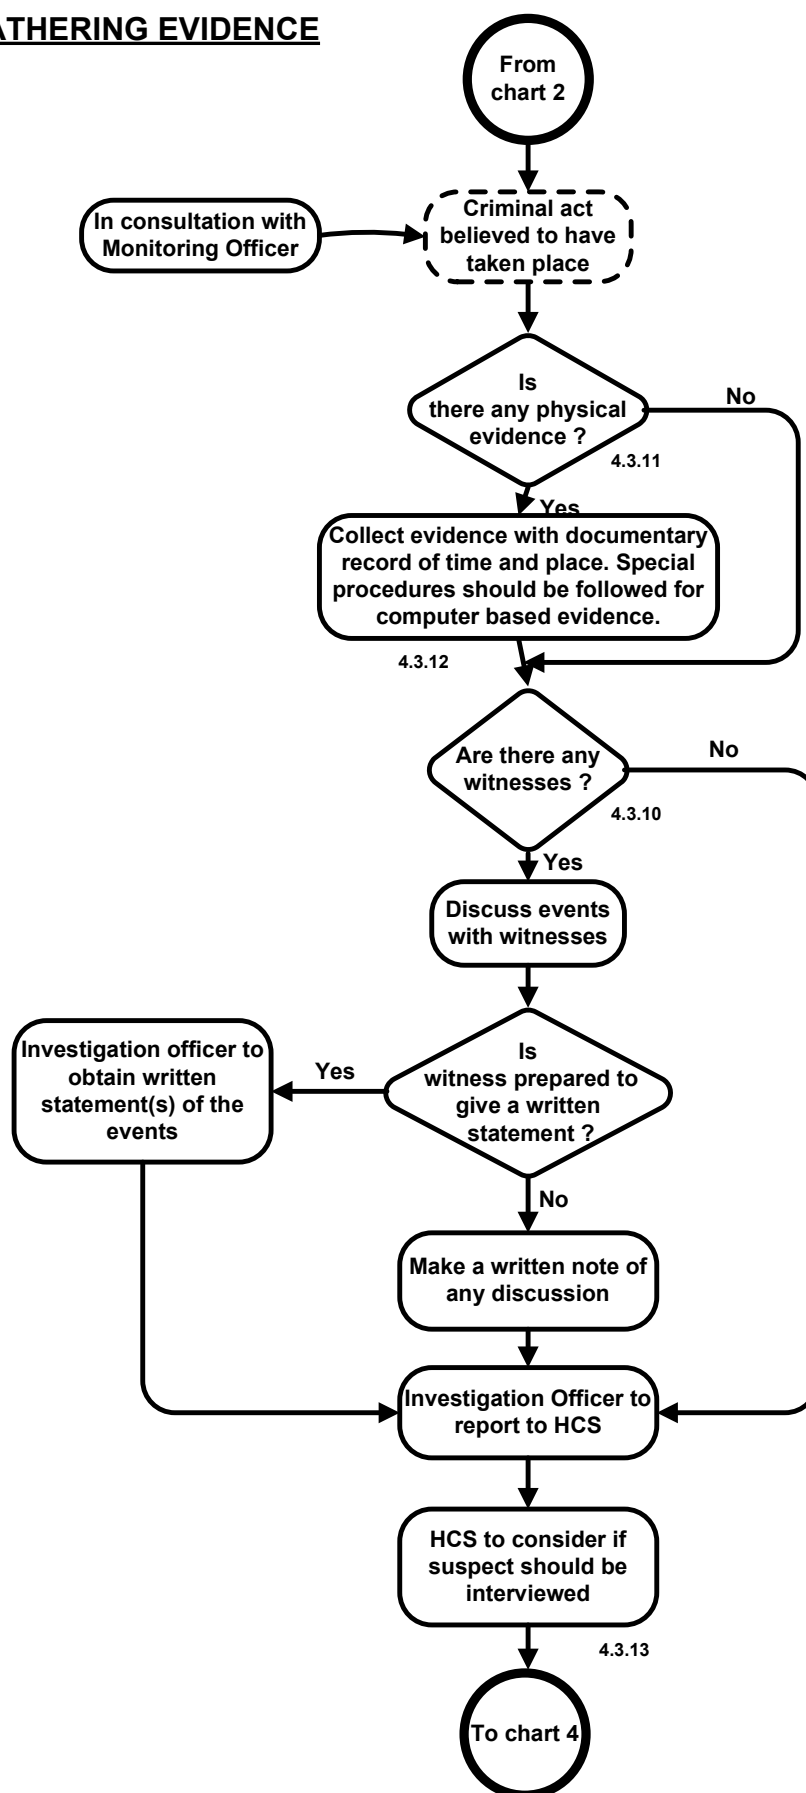 ATHERING EVIDENCE
From
chart 2
In consultation with
Monitoring Officer
Criminal act
believed to have
taken place
Is
there any physical
evidence ?
No
4.3.11
Yes
Collect evidence with documentary
record of time and place. Special
procedures should be followed for
computer based evidence.
4.3.12
Are there any
witnesses ?
No
4.3.10
Yes
Discuss events
with witnesses
Is
witness prepared to
give a written
statement ?
Yes
Investigation officer to
obtain written
statement(s) of the
events
No
Make a written note of
any discussion
Investigation Officer to
report to HCS
HCS to consider if
suspect should be
interviewed
4.3.13
To chart 4